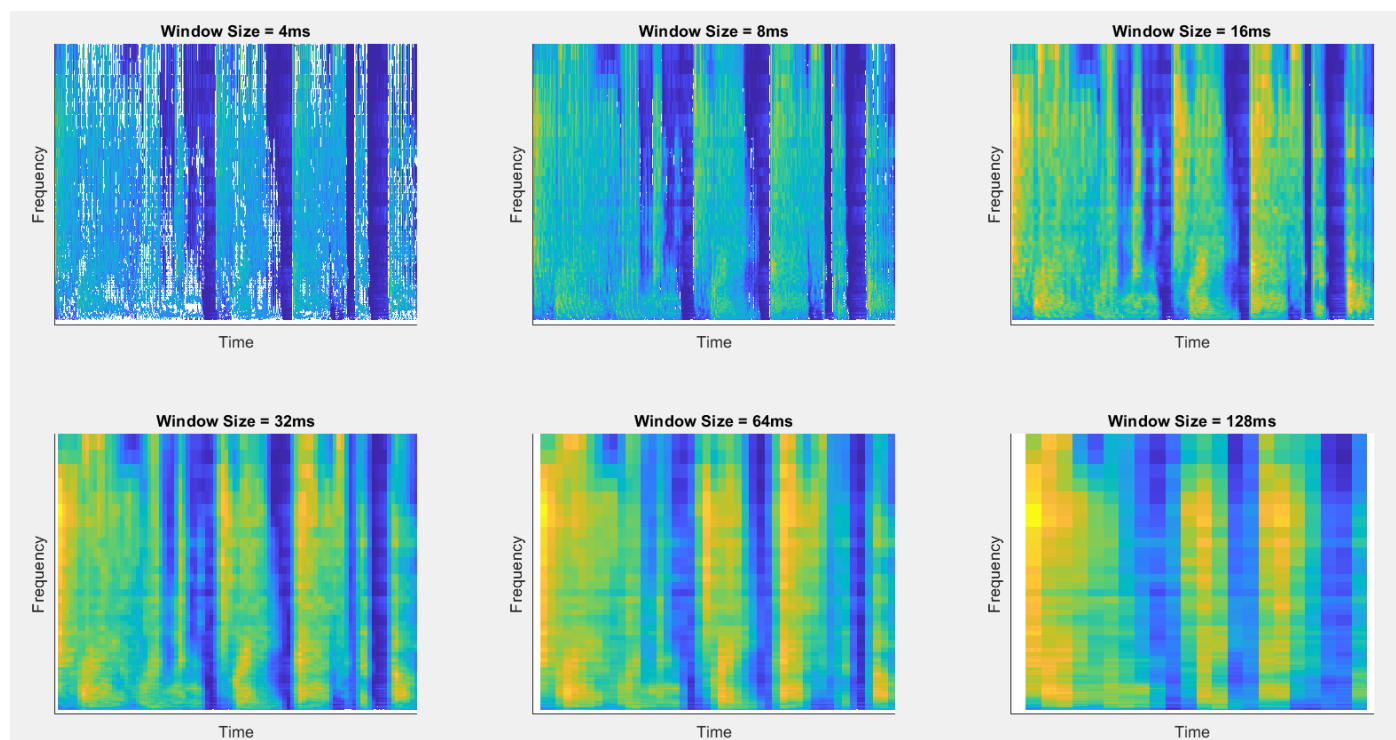 Window Size = 4ms
Frequency
Time
Window Size = 8ms
Frequency
Time
Window Size = 16ms
Frequency
Time
Window Size = 32ms
Frequency
Time
Window Size = 64ms
Frequency
Time
Window Size = 128ms
Frequency
Time